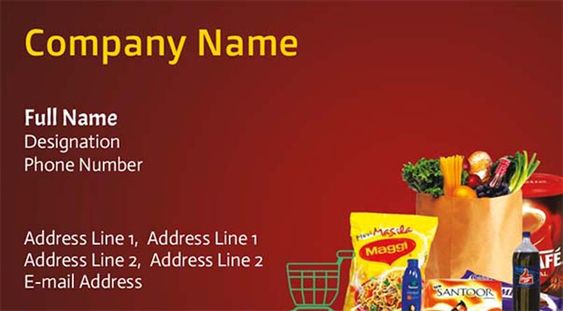 Company Name
Full Name
Designation
Phone Number
Address Line 1,  Address Line 1
Address Line 2,  Address Line 2
E-mail Address
Masala
Maggi
SANTOOR
AFÉ